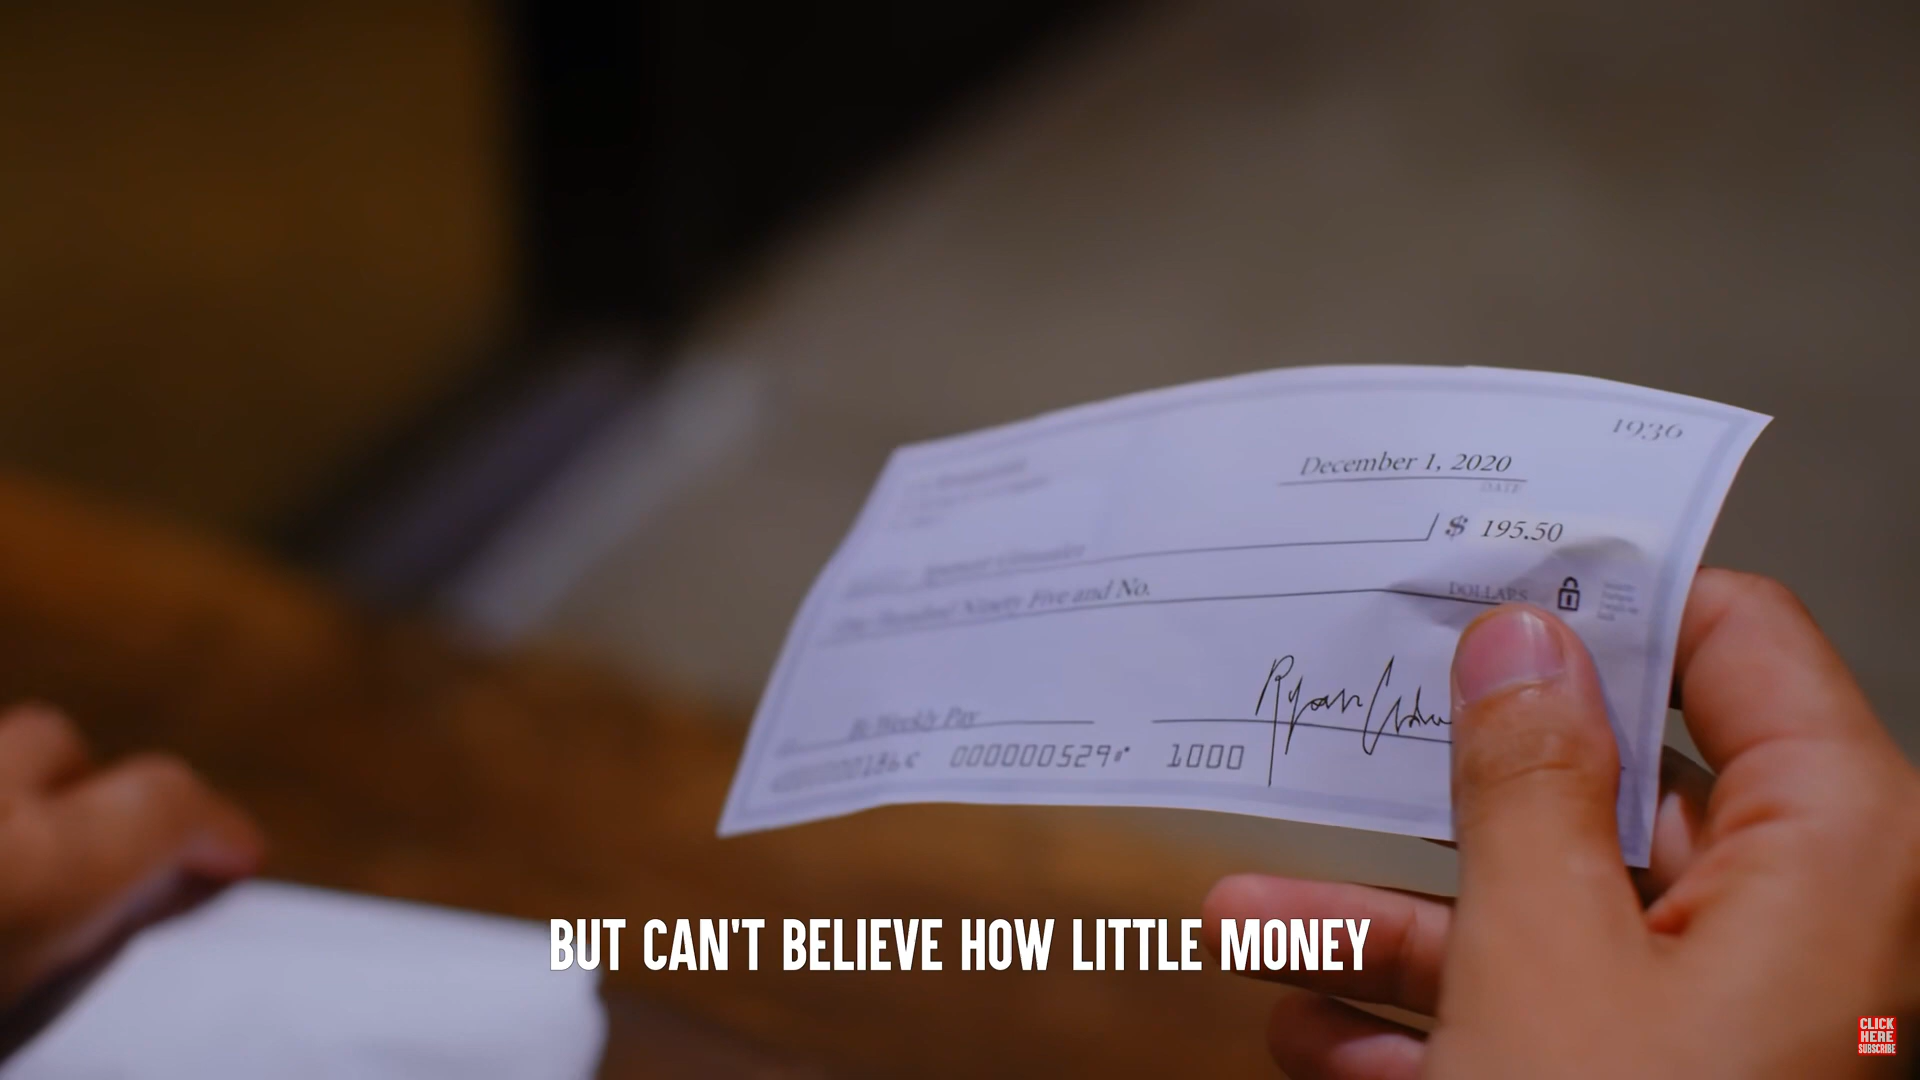 1936
December 1, 2020
DATE
$ 195.50
One Hundred Ninety Five and No.
DOLLARS
Bi Weekly Pay
Ryan
000000529 1000
BUT CAN'T BELIEVE HOW LITTLE MONEY
CLICK
HERE
SUBSCRIBE